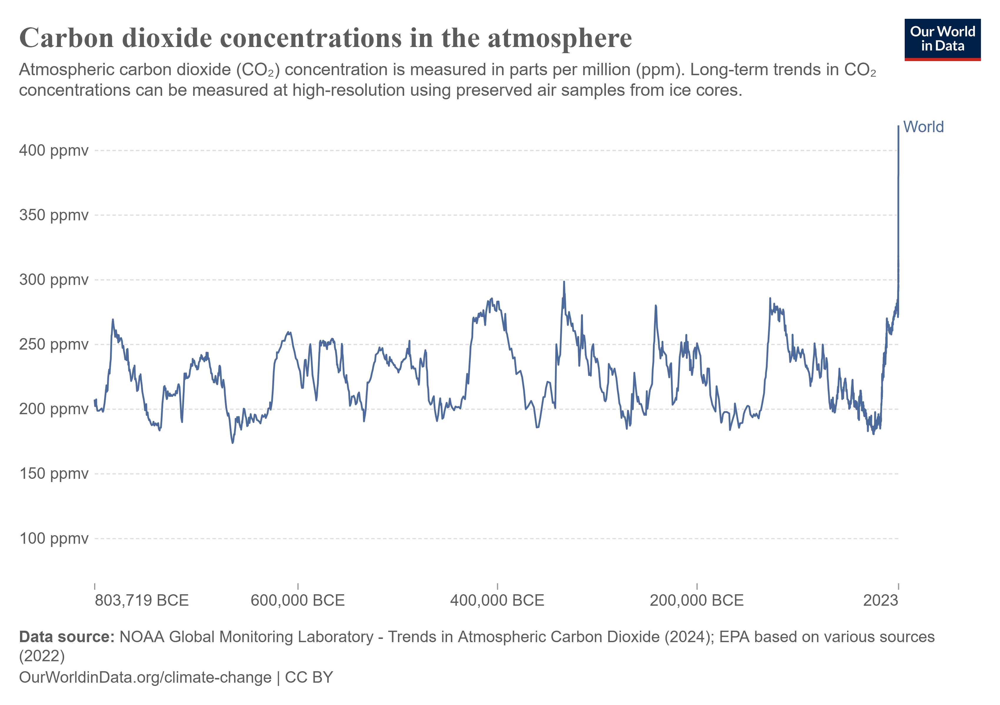 Carbon dioxide concentrations in the atmosphere
Our World
in Data
Atmospheric carbon dioxide (CO₂) concentration is measured in parts per million (ppm). Long-term trends in CO₂
concentrations can be measured at high-resolution using preserved air samples from ice cores.
World
400 ppmv
350 ppmv
300 ppmv
250 ppmv
200 ppmv
150 ppmv
100 ppmv
803,719 BCE
600,000 BCE
400,000 BCE
200,000 BCE
2023
Data source: NOAA Global Monitoring Laboratory - Trends in Atmospheric Carbon Dioxide (2024); EPA based on various sources
(2022)
OurWorldinData.org/climate-change | CC BY